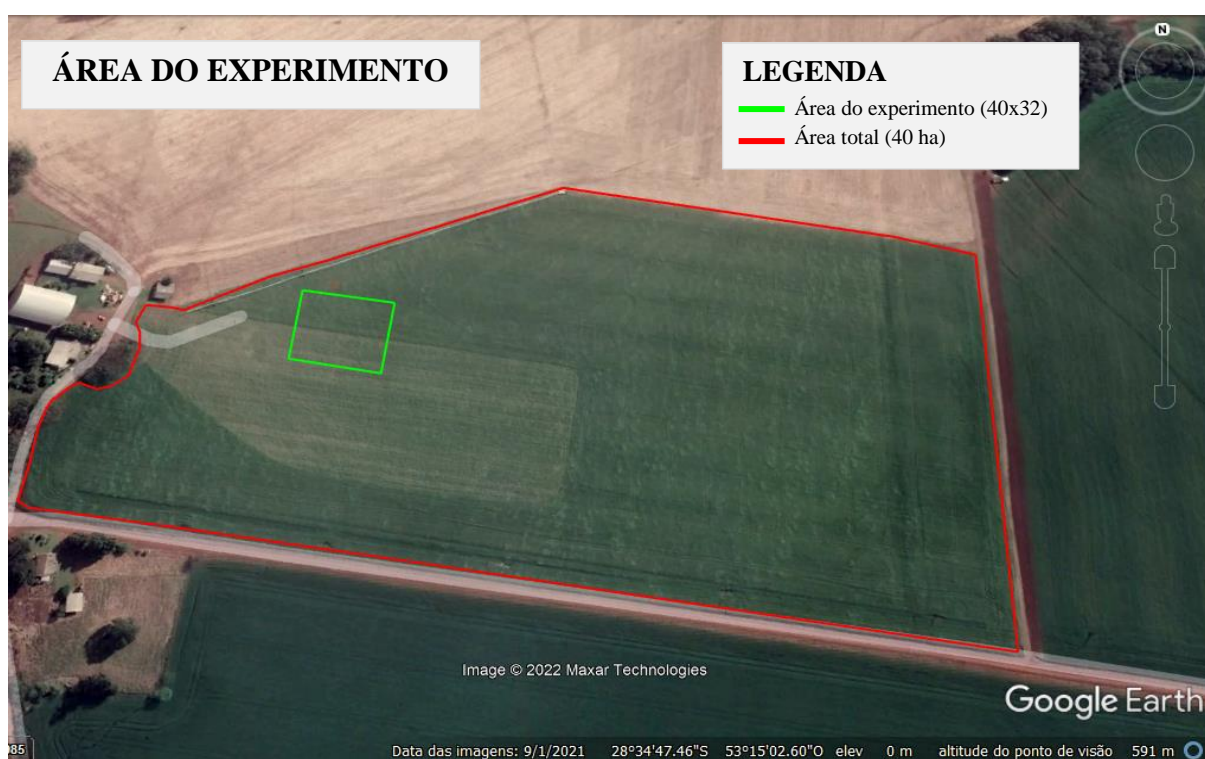 ÁREA DO EXPERIMENTO
LEGENDA
Área do experimento (40x32)
Área total (40 ha)
N
Image © 2022 Maxar Technologies
Google Earth
985
Data das imagens: 9/1/2021 28°34'47.46"S 53°15'02.60"O elev 0 m altitude do ponto de visão 591 m